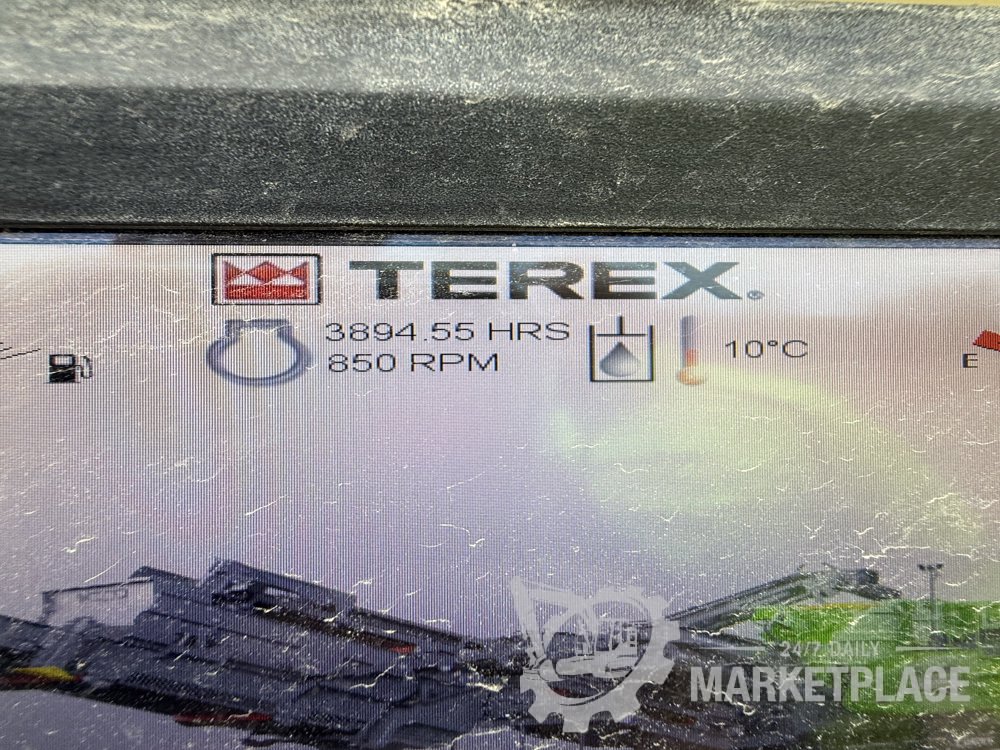 TEREX®
3894.55 HRS
850 RPM
10°C
E
24/7 DAILY
MARKETPLACE